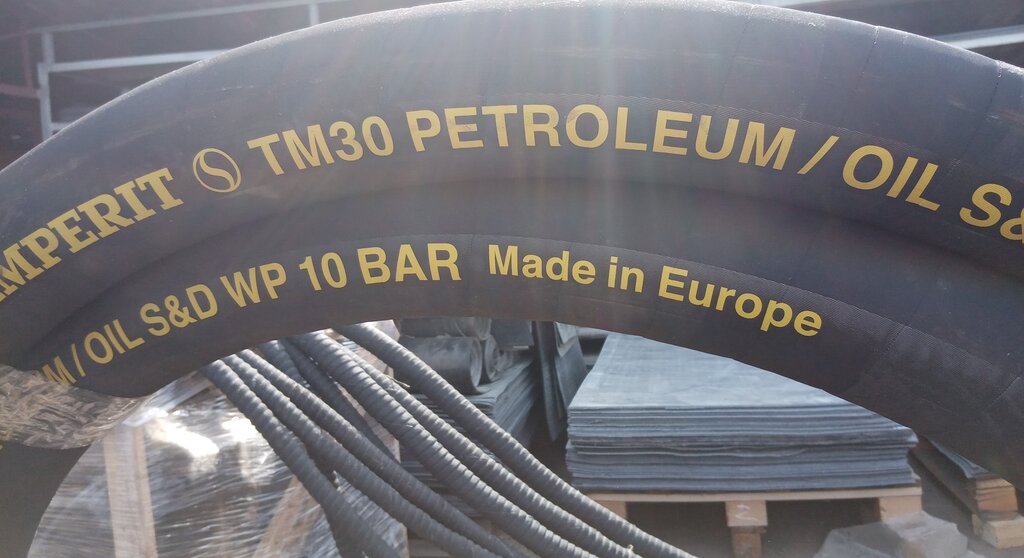 MPERIT TM30 PETROLEUM / OIL S&
M / OIL S&D WP 10 BAR Made in Europe